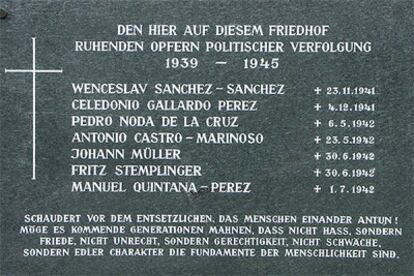 DEN HIER AUF DIESEM FRIEDHOF
RUHENDEN OPFERN POLITISCHER VERFOLGUNG
1939 — 1945
WENCESLAV SANCHEZ – SANCHEZ + 23.11.1941
CELEDONIO GALLARDO PEREZ + 4.12.1941
PEDRO NODA DE LA CRUZ + 6.5.1942
ANTONIO CASTRO – MARINOSO + 23.5.1942
JOHANN MÜLLER + 30.6.1942
FRITZ STEMPLINGER + 30.6.1942
MANUEL QUINTANA – PEREZ + 1.7.1942
SCHAUDERT VOR DEM ENTSETZLICHEN, DAS MENSCHEN EINANDER ANTUN!
MÖGE ES KOMMENDE GENERATIONEN MAHNEN, DASS NICHT HASS, SONDERN
FRIEDE, NICHT UNRECHT, SONDERN GERECHTIGKEIT, NICHT SCHWÄCHE,
SONDERN EDLER CHARAKTER DIE FUNDAMENTE DER MENSCHLICHKEIT SIND.